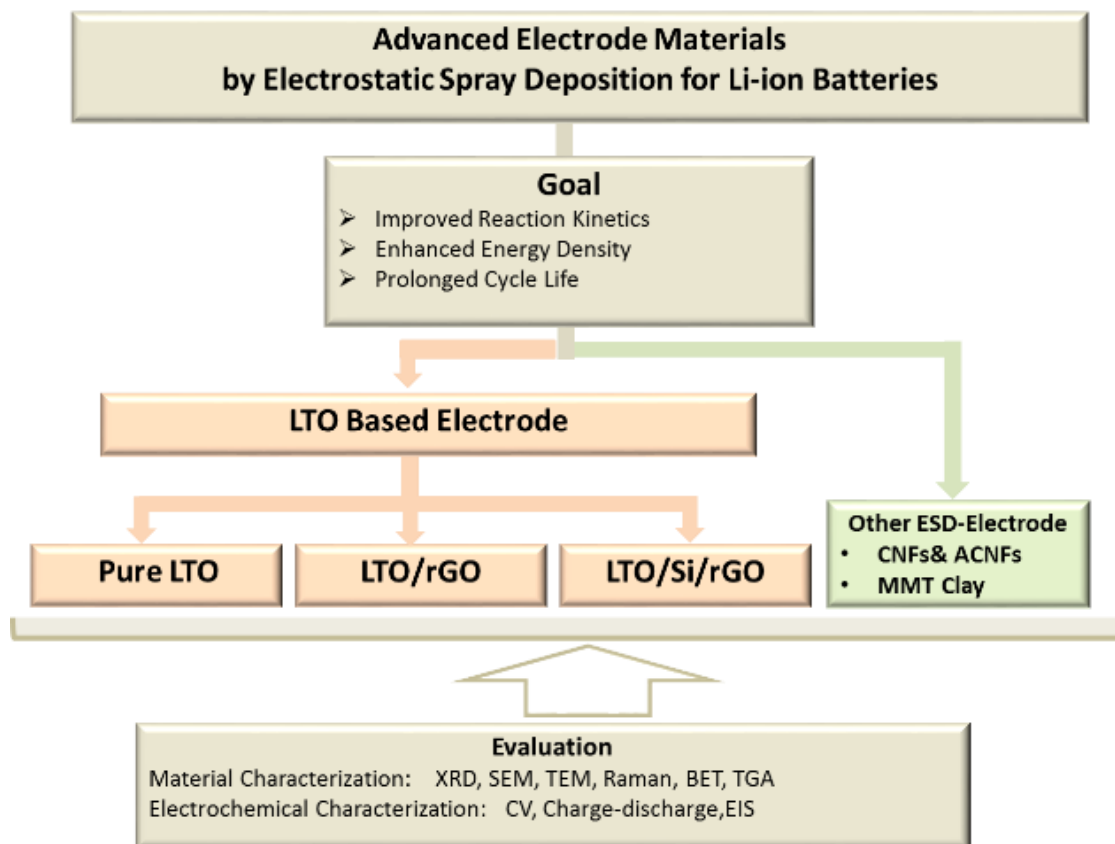 Advanced Electrode Materials
by Electrostatic Spray Deposition for Li-ion Batteries
Goal
➤ Improved Reaction Kinetics
➤ Enhanced Energy Density
➤ Prolonged Cycle Life
LTO Based Electrode
Pure LTO
LTO/rGO
LTO/Si/rGO
Other ESD-Electrode
• CNFs& ACNFs
• MMT Clay
Evaluation
Material Characterization: XRD, SEM, TEM, Raman, BET, TGA
Electrochemical Characterization: CV, Charge-discharge,EIS